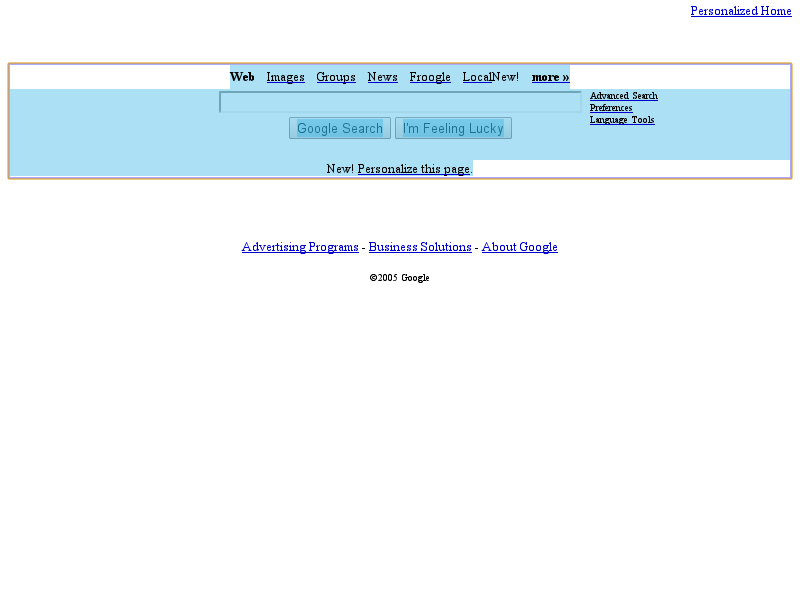 Personalized Home
Web Images Groups News Froogle LocalNew! more »
Advanced Search
Preferences
Language Tools
Google Search I'm Feeling Lucky
New! Personalize this page.
Advertising Programs - Business Solutions - About Google
©2005 Google